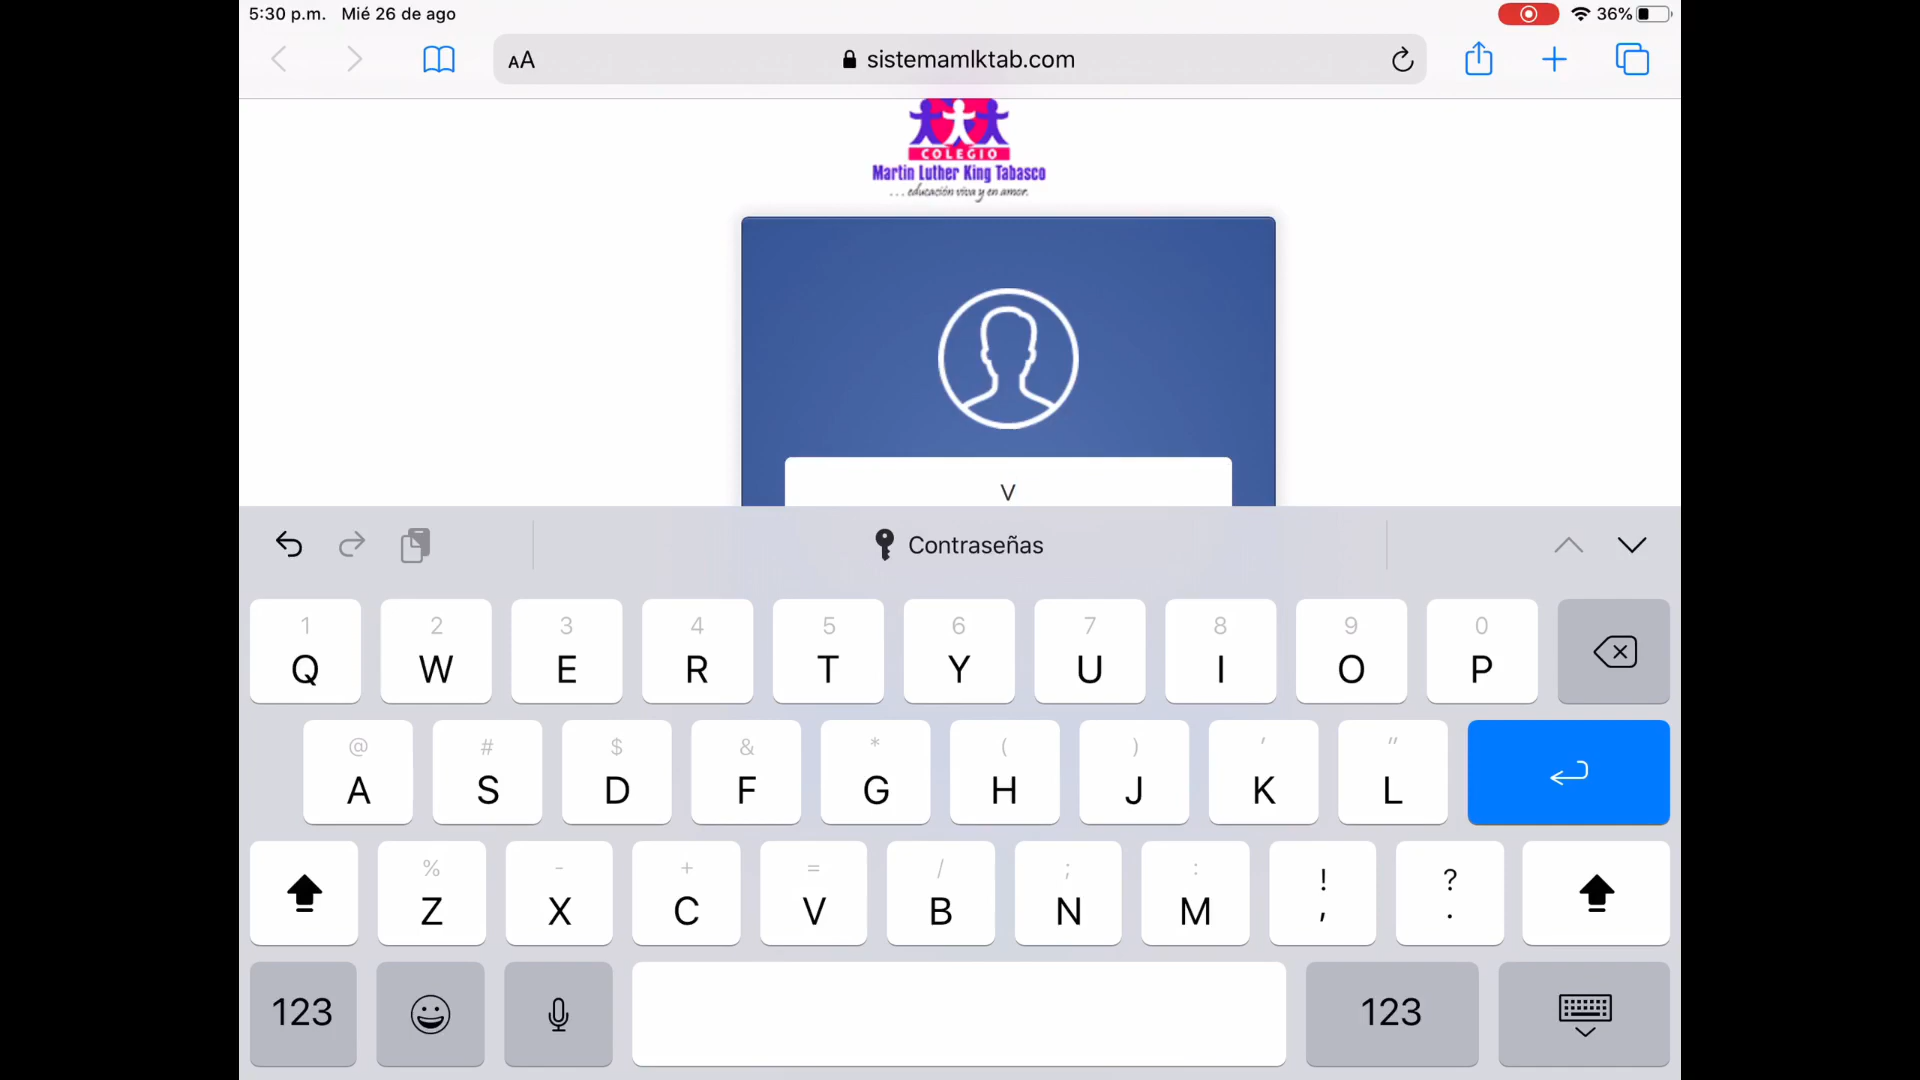 5:30 p.m. Mié 26 de ago 36%
AA sistemamlktab.com
COLEGIO
Martin Luther King Tabasco
...educación viva y en amor.
V
Contraseñas
1 2 3 4 5 6 7 8 9 0
Q W E R T Y U I O P
@ # $ & * ( ) ' "
A S D F G H J K L
% - + = / ; : ! ?
Z X C V B N M , .
123 123